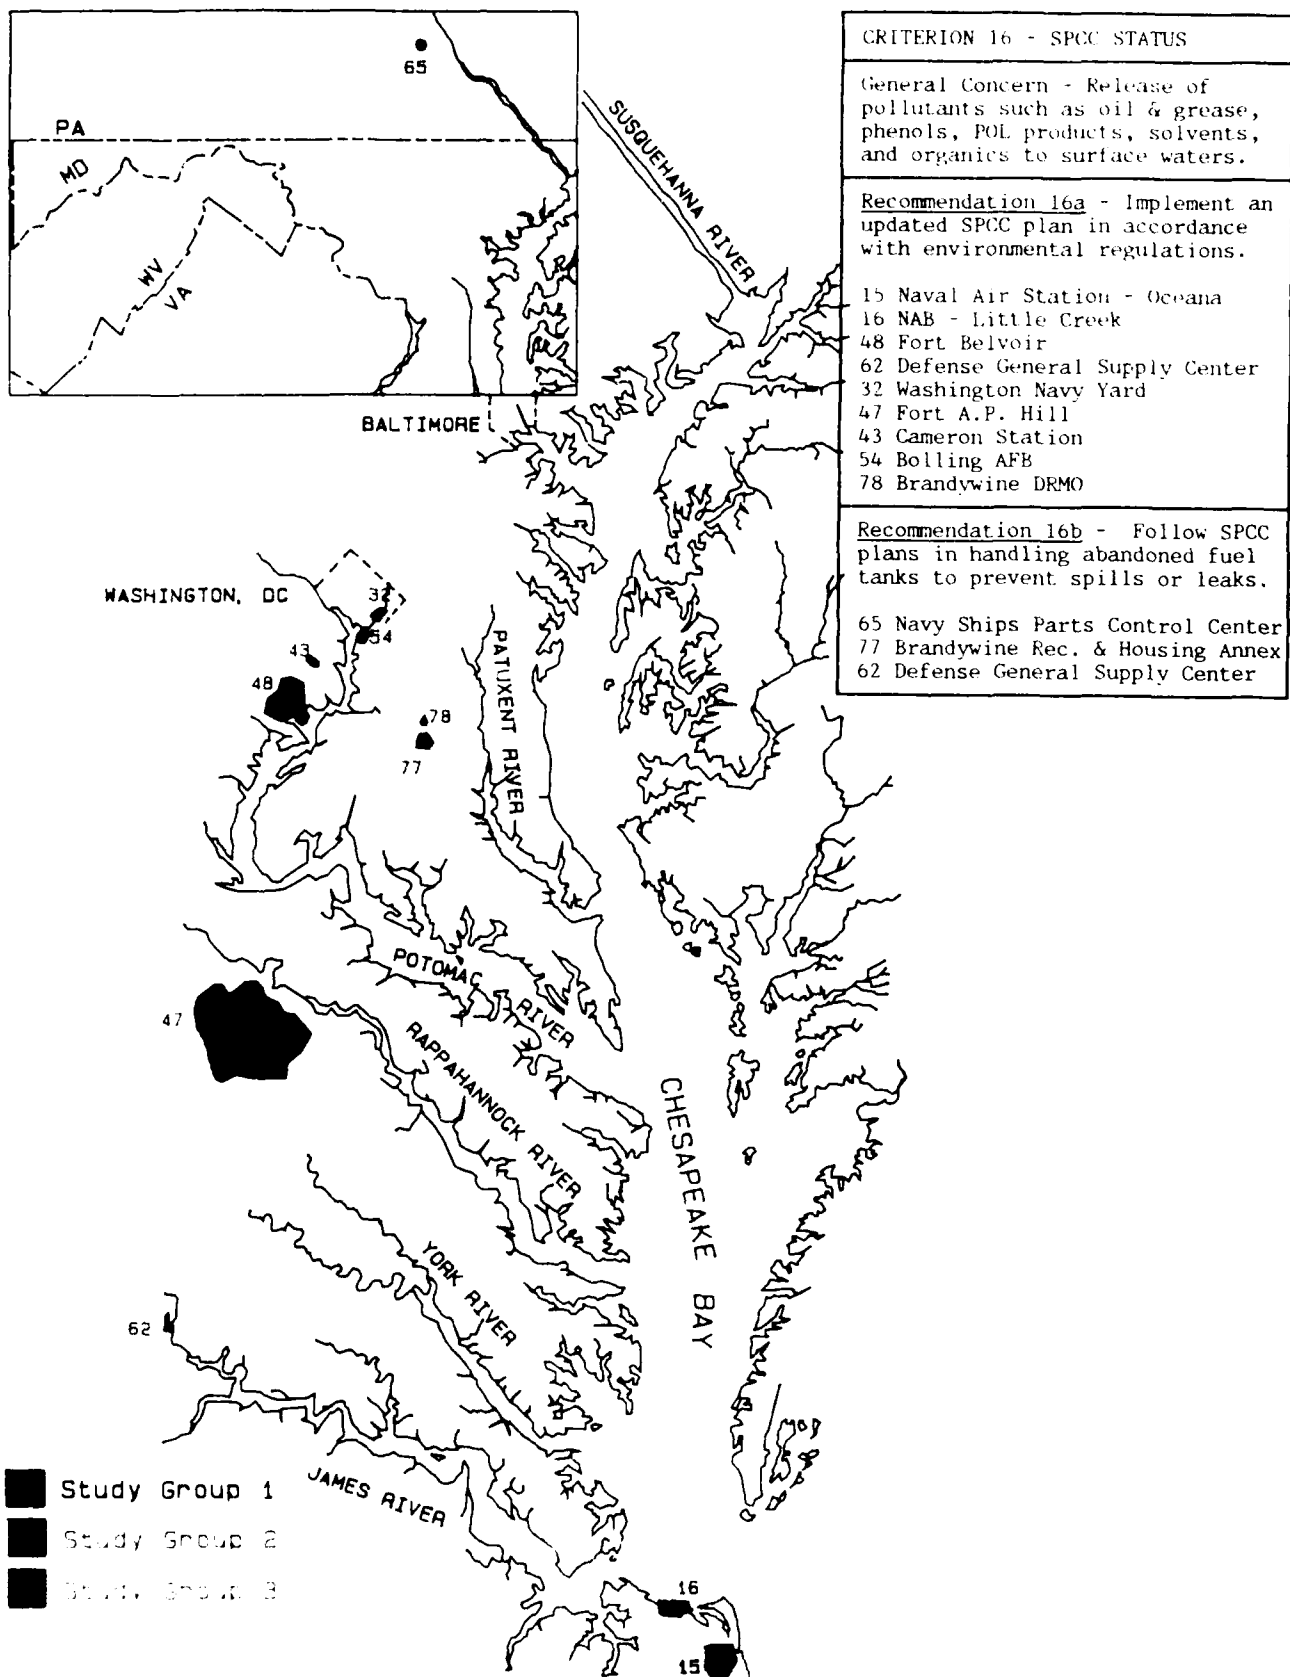 65
PA
MD
WV
VA
SUSQUEHANNA RIVER
CRITERION 16 - SPCC STATUS
General Concern - Release of
pollutants such as oil & grease,
phenols, POL products, solvents,
and organics to surface waters.
Recommendation 16a - Implement an
updated SPCC plan in accordance
with environmental regulations.
15 Naval Air Station - Oceana
16 NAB - Little Creek
48 Fort Belvoir
62 Defense General Supply Center
32 Washington Navy Yard
47 Fort A.P. Hill
43 Cameron Station
54 Bolling AFB
78 Brandywine DRMO
Recommendation 16b - Follow SPCC
plans in handling abandoned fuel
tanks to prevent spills or leaks.
65 Navy Ships Parts Control Center
77 Brandywine Rec. & Housing Annex
62 Defense General Supply Center
BALTIMORE
WASHINGTON, DC
32
54
43
48
78
77
PATUXENT RIVER
POTOMAC RIVER
47
RAPPAHANNOCK RIVER
CHESAPEAKE BAY
YORK RIVER
62
JAMES RIVER
Study Group 1
Study Group 2
Study Group 3
16
15